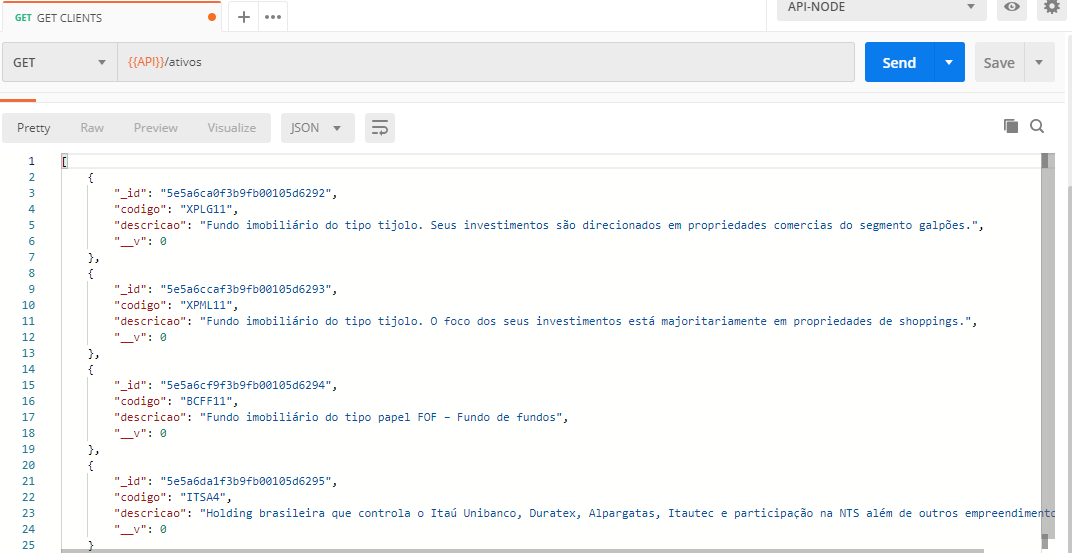 GET GET CLIENTS
API-NODE
GET {{API}}/ativos Send Save
Pretty Raw Preview Visualize JSON
1 [
2 {
3 "_id": "5e5a6ca0f3b9fb00105d6292",
4 "codigo": "XPLG11",
5 "descricao": "Fundo imobiliário do tipo tijolo. Seus investimentos são direcionados em propriedades comercias do segmento galpões.",
6 "__v": 0
7 },
8 {
9 "_id": "5e5a6ccaf3b9fb00105d6293",
10 "codigo": "XPML11",
11 "descricao": "Fundo imobiliário do tipo tijolo. O foco dos seus investimentos está majoritariamente em propriedades de shoppings.",
12 "__v": 0
13 },
14 {
15 "_id": "5e5a6cf9f3b9fb00105d6294",
16 "codigo": "BCFF11",
17 "descricao": "Fundo imobiliário do tipo papel FOF – Fundo de fundos",
18 "__v": 0
19 },
20 {
21 "_id": "5e5a6da1f3b9fb00105d6295",
22 "codigo": "ITSA4",
23 "descricao": "Holding brasileira que controla o Itaú Unibanco, Duratex, Alpargatas, Itautec e participação na NTS além de outros empreendimento
24 "__v": 0
25 }